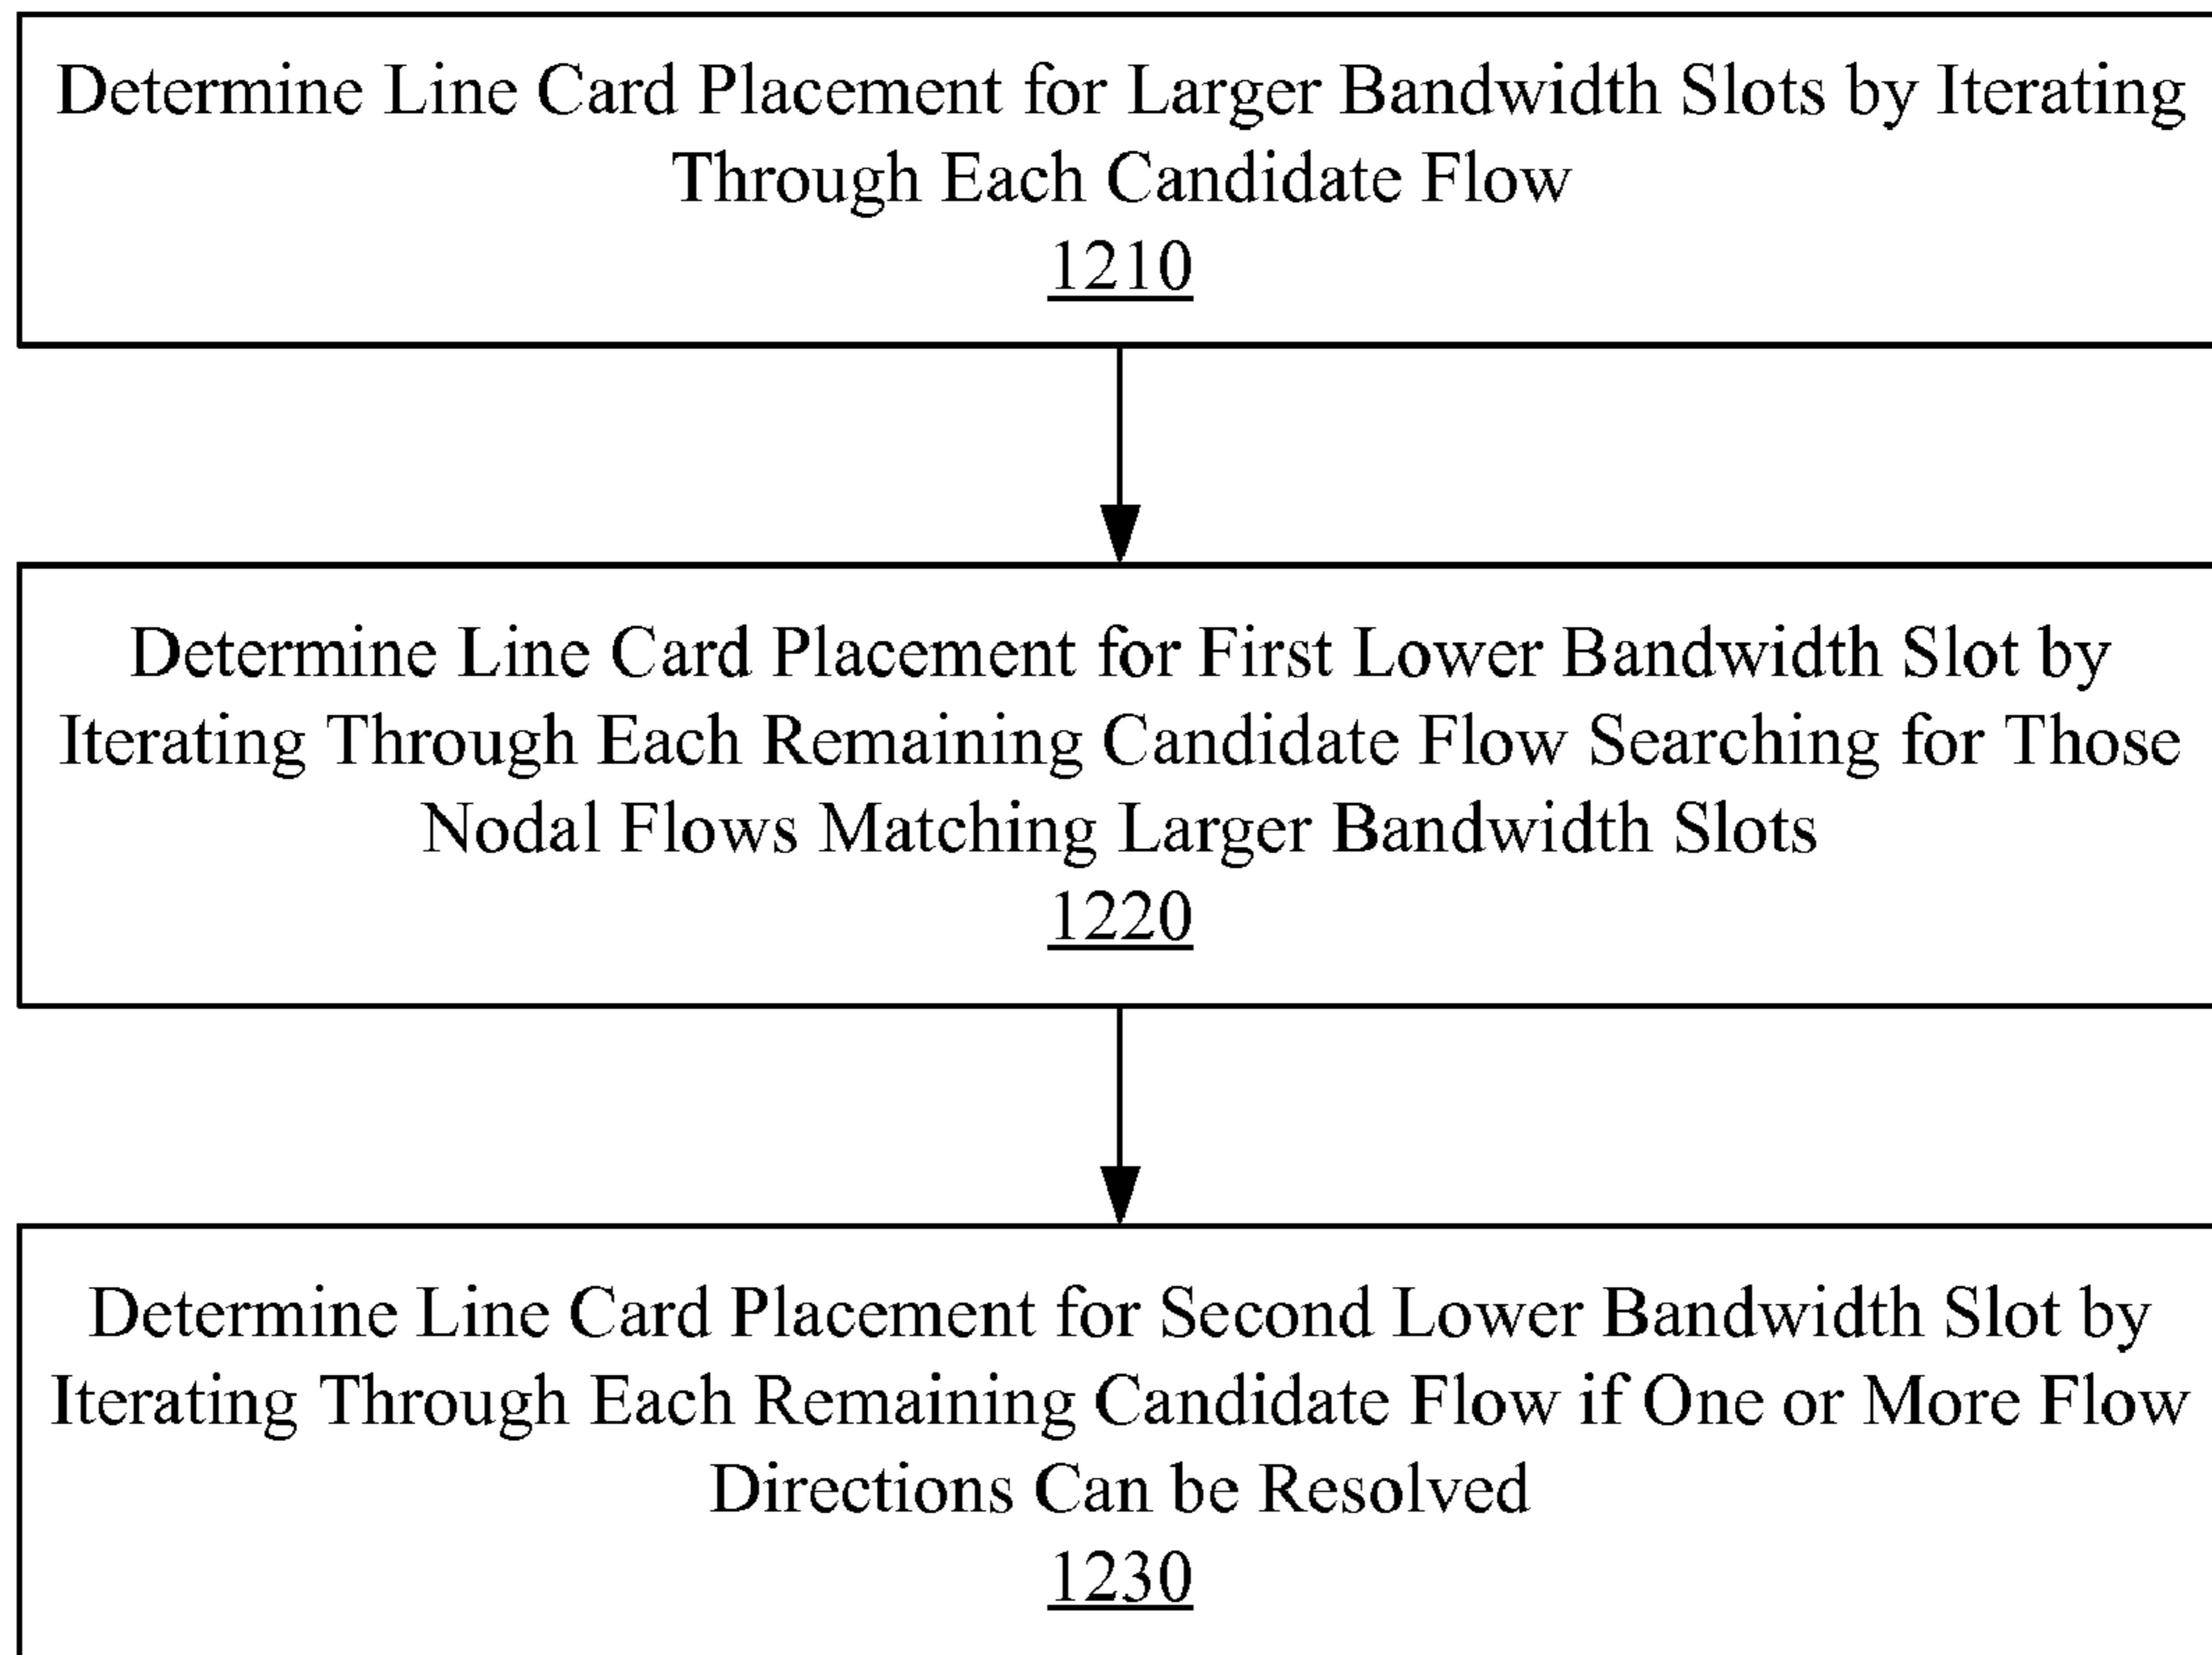 Determine Line Card Placement for Larger Bandwidth Slots by Iterating
Through Each Candidate Flow
1210
Determine Line Card Placement for First Lower Bandwidth Slot by
Iterating Through Each Remaining Candidate Flow Searching for Those
Nodal Flows Matching Larger Bandwidth Slots
1220
Determine Line Card Placement for Second Lower Bandwidth Slot by
Iterating Through Each Remaining Candidate Flow if One or More Flow
Directions Can be Resolved
1230